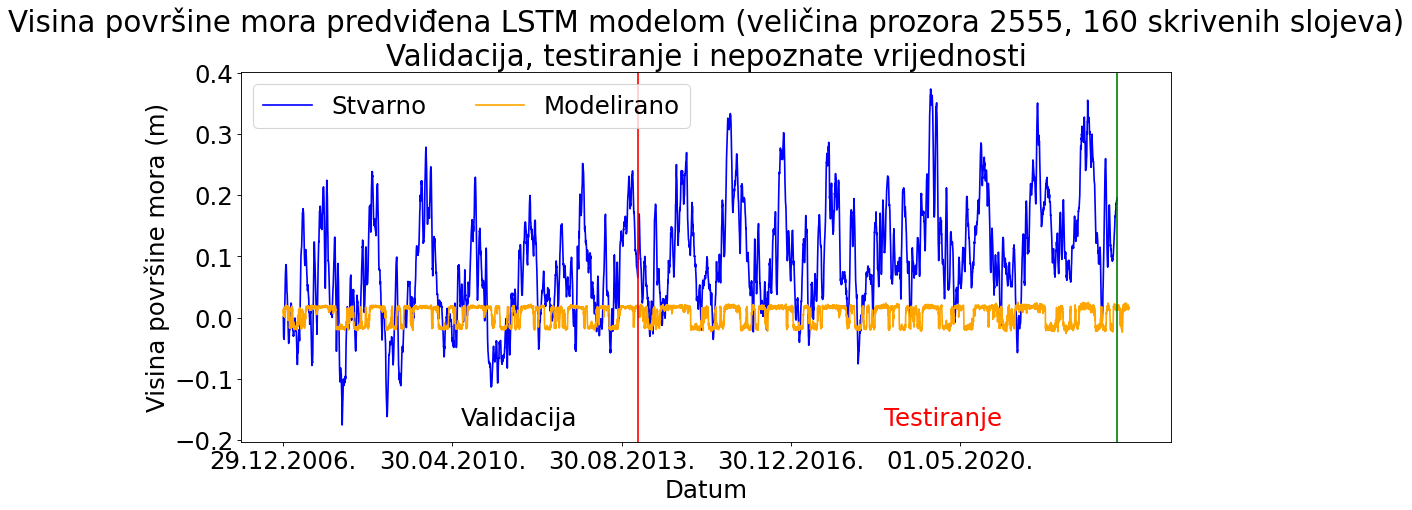 Visina površine mora predviđena LSTM modelom (veličina prozora 2555, 160 skrivenih slojeva)
Validacija, testiranje i nepoznate vrijednosti
Stvarno
Modelirano
Visina površine mora (m)
0.4
0.3
0.2
0.1
0.0
−0.1
−0.2
Validacija
Testiranje
29.12.2006.
30.04.2010.
30.08.2013.
30.12.2016.
01.05.2020.
Datum